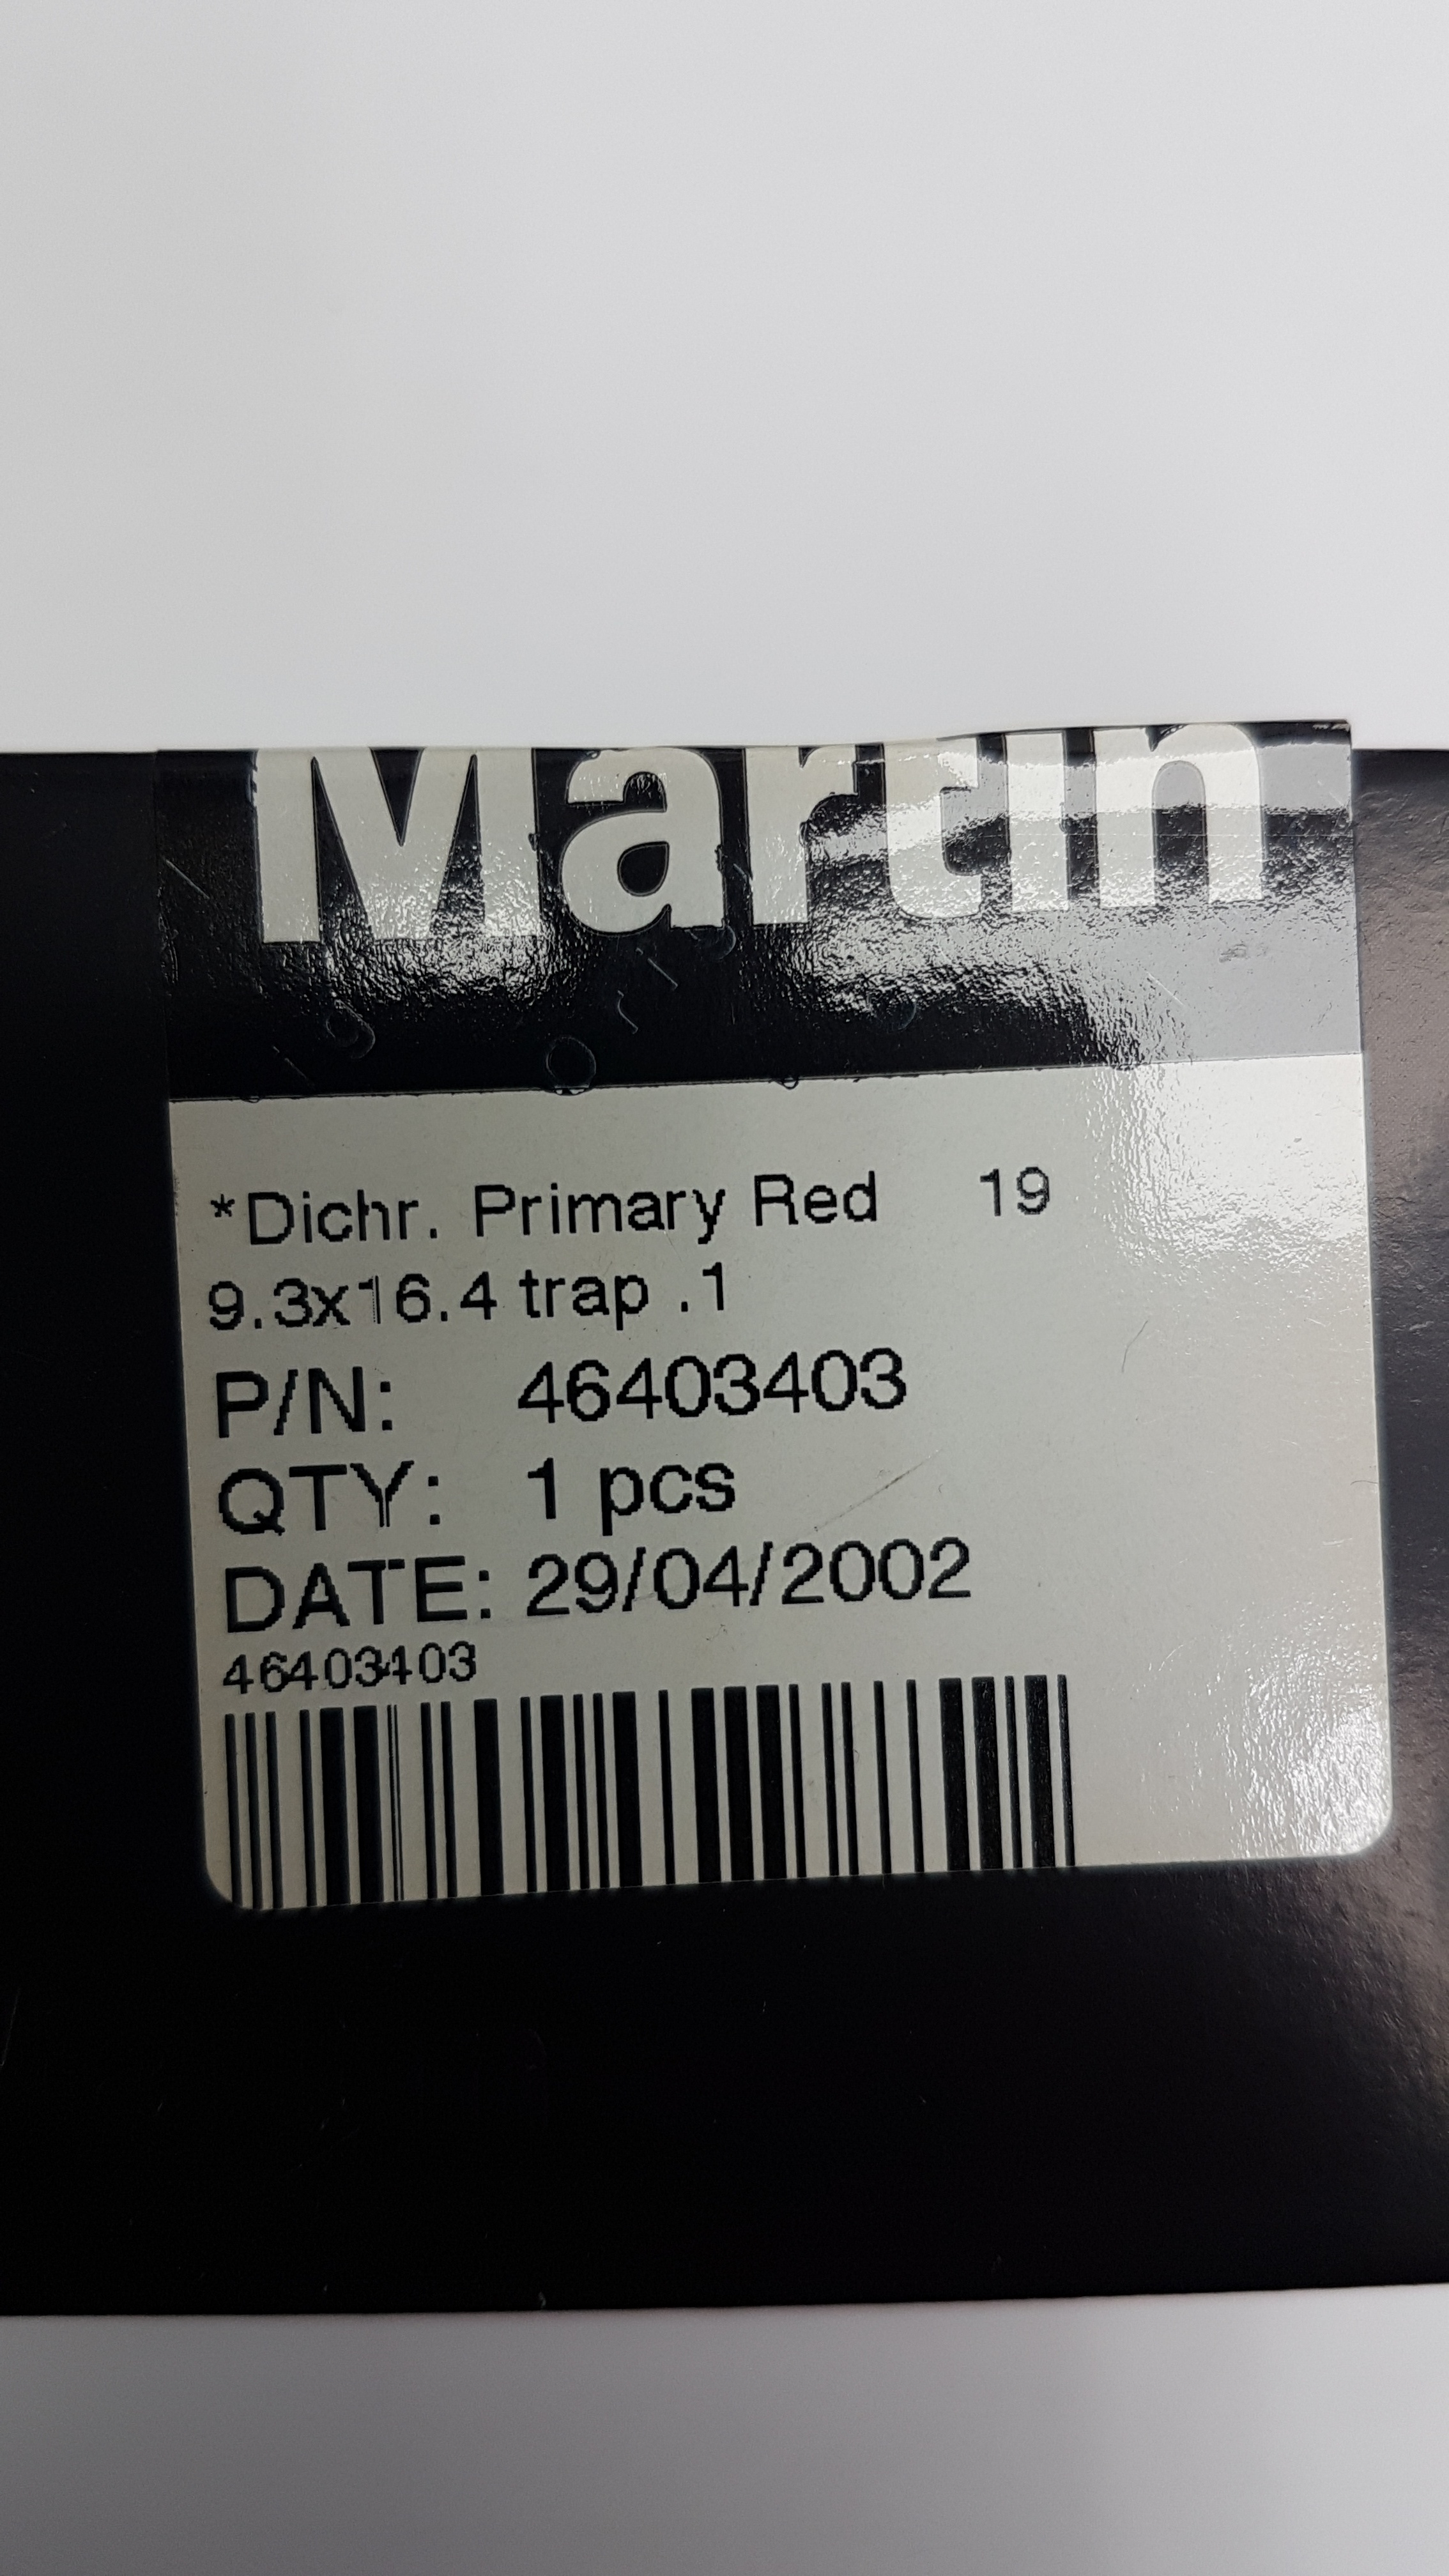 Martin
*Dichr. Primary Red 19
9.3x16.4 trap .1
P/N: 46403403
QTY: 1 pcs
DATE: 29/04/2002
46403403